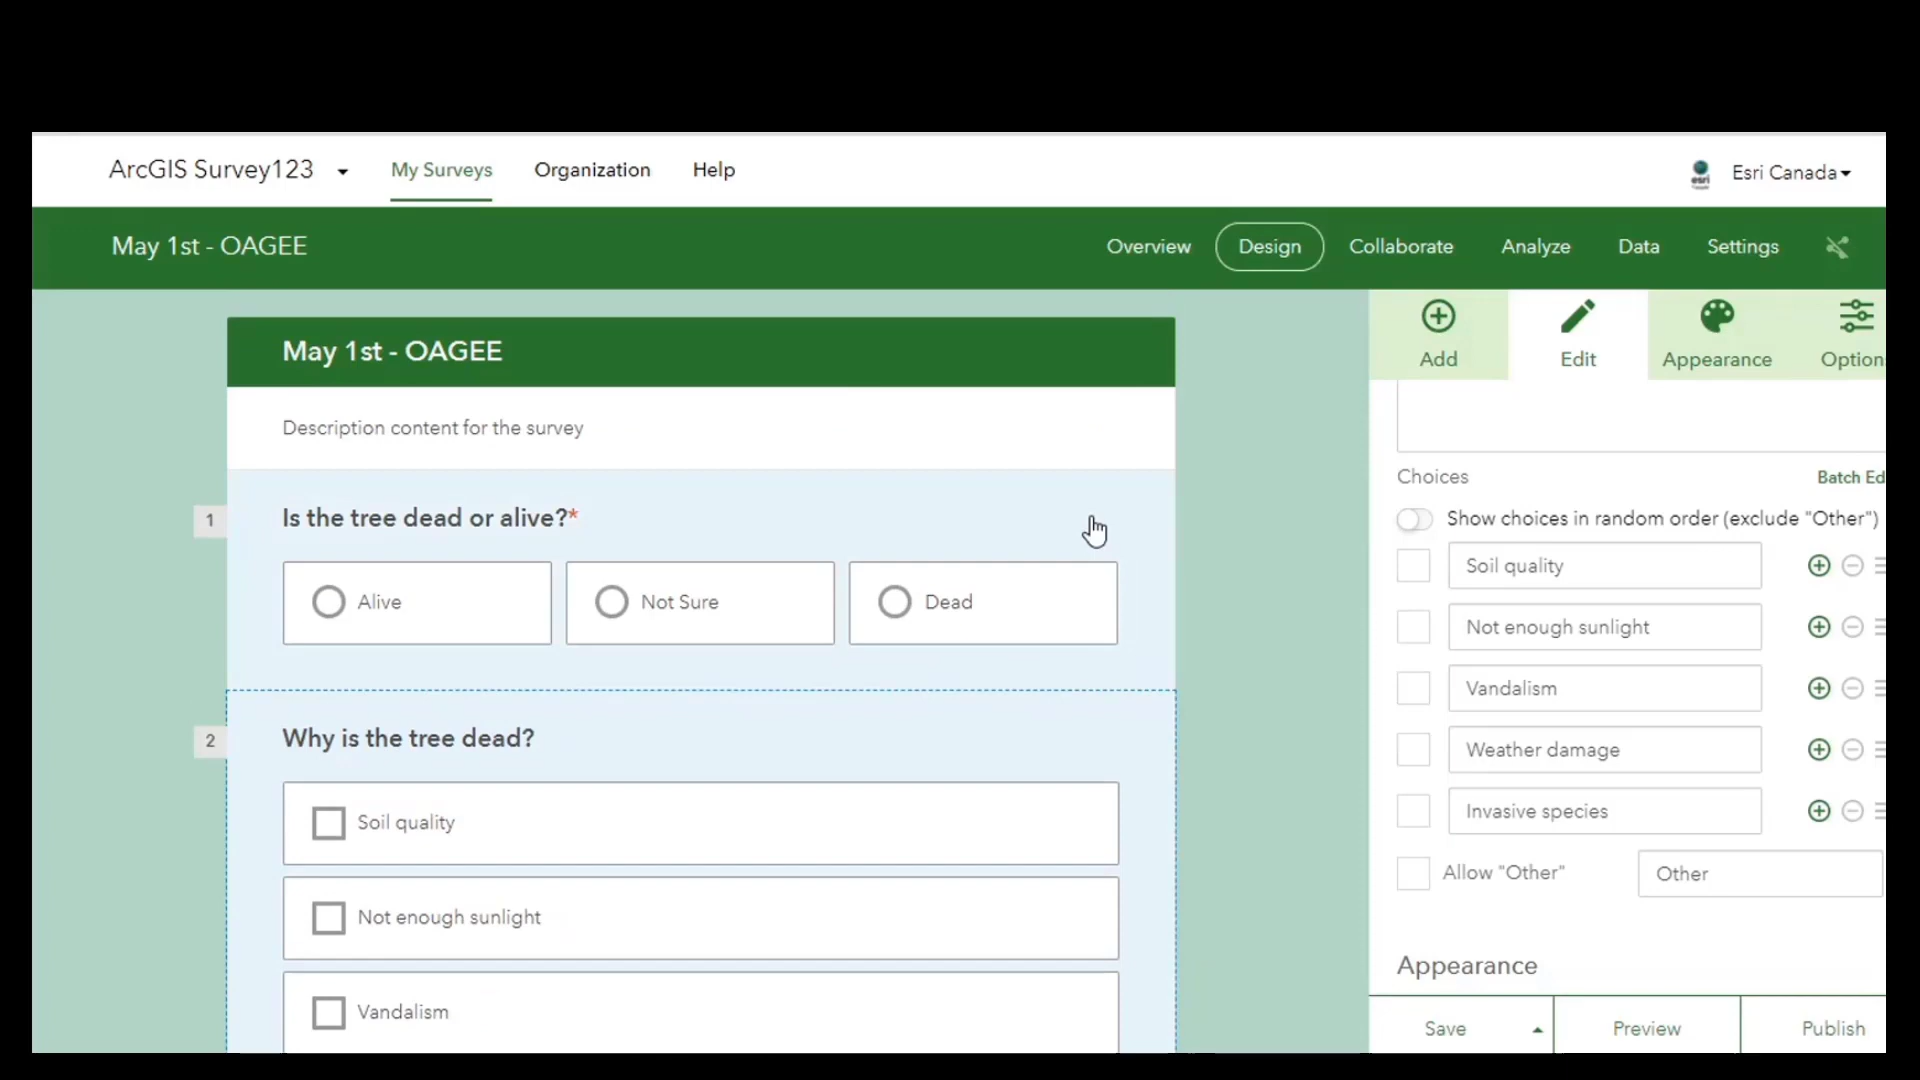 ArcGIS Survey123
My Surveys
Organization
Help
esri
Esri Canada
May 1st - OAGEE
Overview
Design
Collaborate
Analyze
Data
Settings
Add
Edit
Appearance
Option
May 1st - OAGEE
Description content for the survey
1
Is the tree dead or alive?*
Alive
Not Sure
Dead
2
Why is the tree dead?
Soil quality
Not enough sunlight
Vandalism
Choices
Batch Ed
Show choices in random order (exclude "Other")
Soil quality
Not enough sunlight
Vandalism
Weather damage
Invasive species
Allow "Other"
Other
Appearance
Save
Preview
Publish